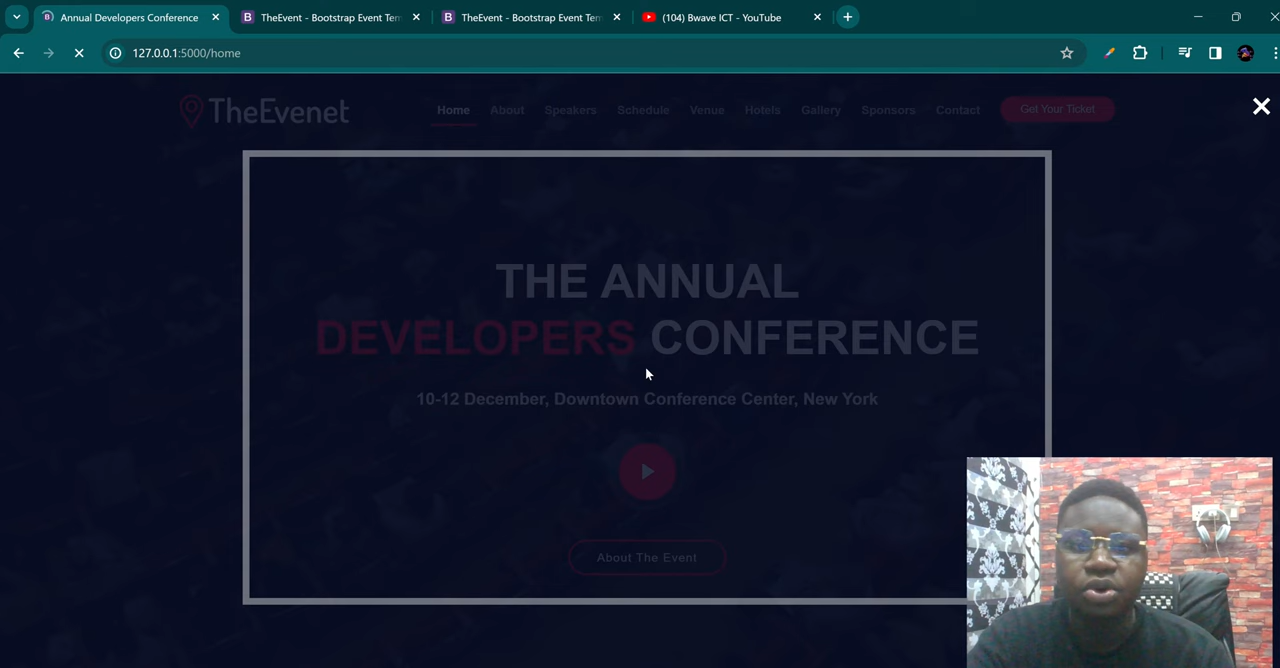 Annual Developers Conference
TheEvent - Bootstrap Event Tem
TheEvent - Bootstrap Event Tem
(104) Bwave ICT - YouTube
127.0.0.1:5000/home
TheEvenet
Home About Speakers Schedule Venue Hotels Gallery Sponsors Contact Get Your Ticket
THE ANNUAL
DEVELOPERS CONFERENCE
10-12 December, Downtown Conference Center, New York
About The Event